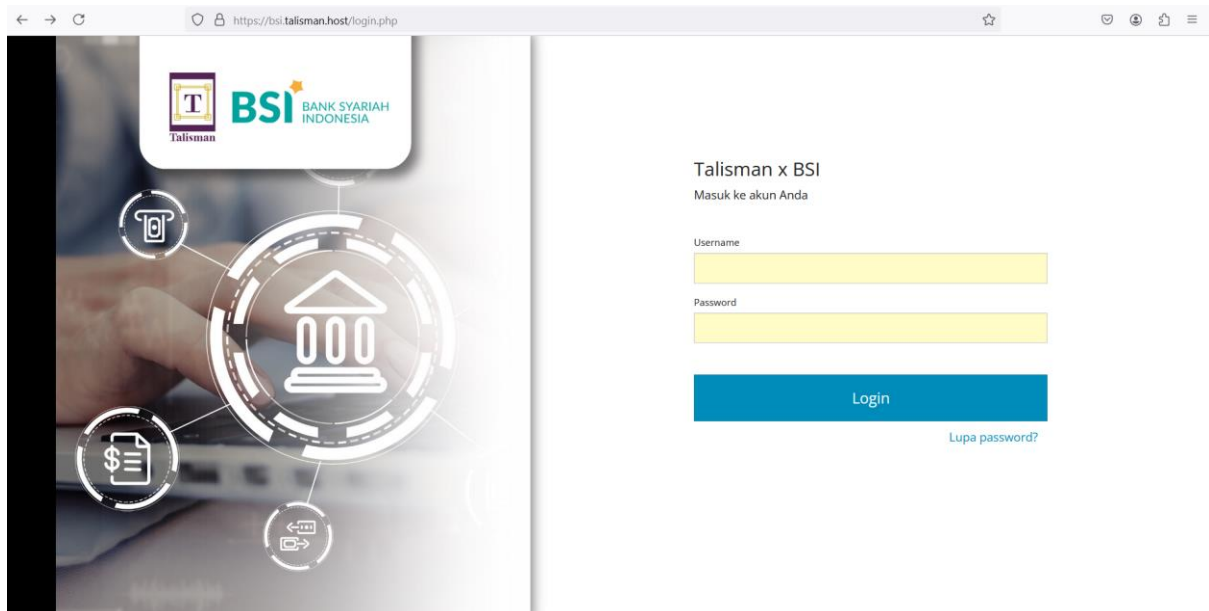 https://bsi.talisman.host/login.php
T
Talisman
BSI BANK SYARIAH
INDONESIA
Talisman x BSI
Masuk ke akun Anda
Username
Password
Login
Lupa password?